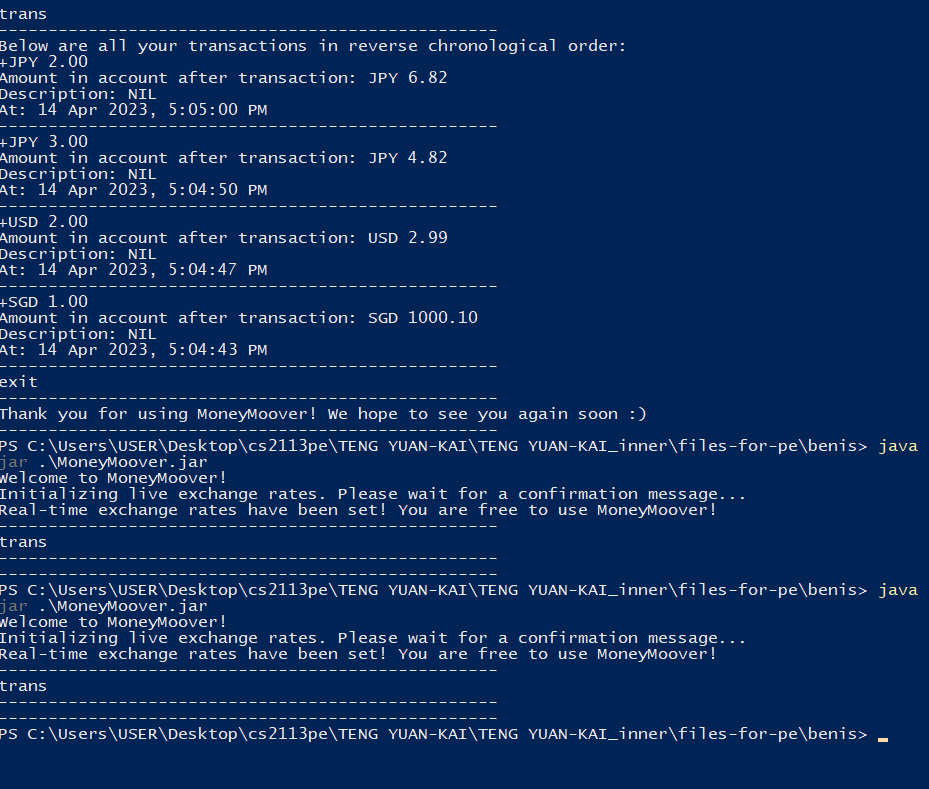 trans
--------------------------------------------------
Below are all your transactions in reverse chronological order:
+JPY 2.00
Amount in account after transaction: JPY 6.82
Description: NIL
At: 14 Apr 2023, 5:05:00 PM
--------------------------------------------------
+JPY 3.00
Amount in account after transaction: JPY 4.82
Description: NIL
At: 14 Apr 2023, 5:04:50 PM
--------------------------------------------------
+USD 2.00
Amount in account after transaction: USD 2.99
Description: NIL
At: 14 Apr 2023, 5:04:47 PM
--------------------------------------------------
+SGD 1.00
Amount in account after transaction: SGD 1000.10
Description: NIL
At: 14 Apr 2023, 5:04:43 PM
--------------------------------------------------
exit
--------------------------------------------------
Thank you for using MoneyMoover! We hope to see you again soon :)
--------------------------------------------------
PS C:\Users\USER\Desktop\cs2113pe\TENG YUAN-KAI\TENG YUAN-KAI_inner\files-for-pe\benis> java
jar .\MoneyMoover.jar
Welcome to MoneyMoover!
Initializing live exchange rates. Please wait for a confirmation message...
Real-time exchange rates have been set! You are free to use MoneyMoover!
--------------------------------------------------
trans
--------------------------------------------------
--------------------------------------------------
PS C:\Users\USER\Desktop\cs2113pe\TENG YUAN-KAI\TENG YUAN-KAI_inner\files-for-pe\benis> java
jar .\MoneyMoover.jar
Welcome to MoneyMoover!
Initializing live exchange rates. Please wait for a confirmation message...
Real-time exchange rates have been set! You are free to use MoneyMoover!
--------------------------------------------------
trans
--------------------------------------------------
--------------------------------------------------
PS C:\Users\USER\Desktop\cs2113pe\TENG YUAN-KAI\TENG YUAN-KAI_inner\files-for-pe\benis> _